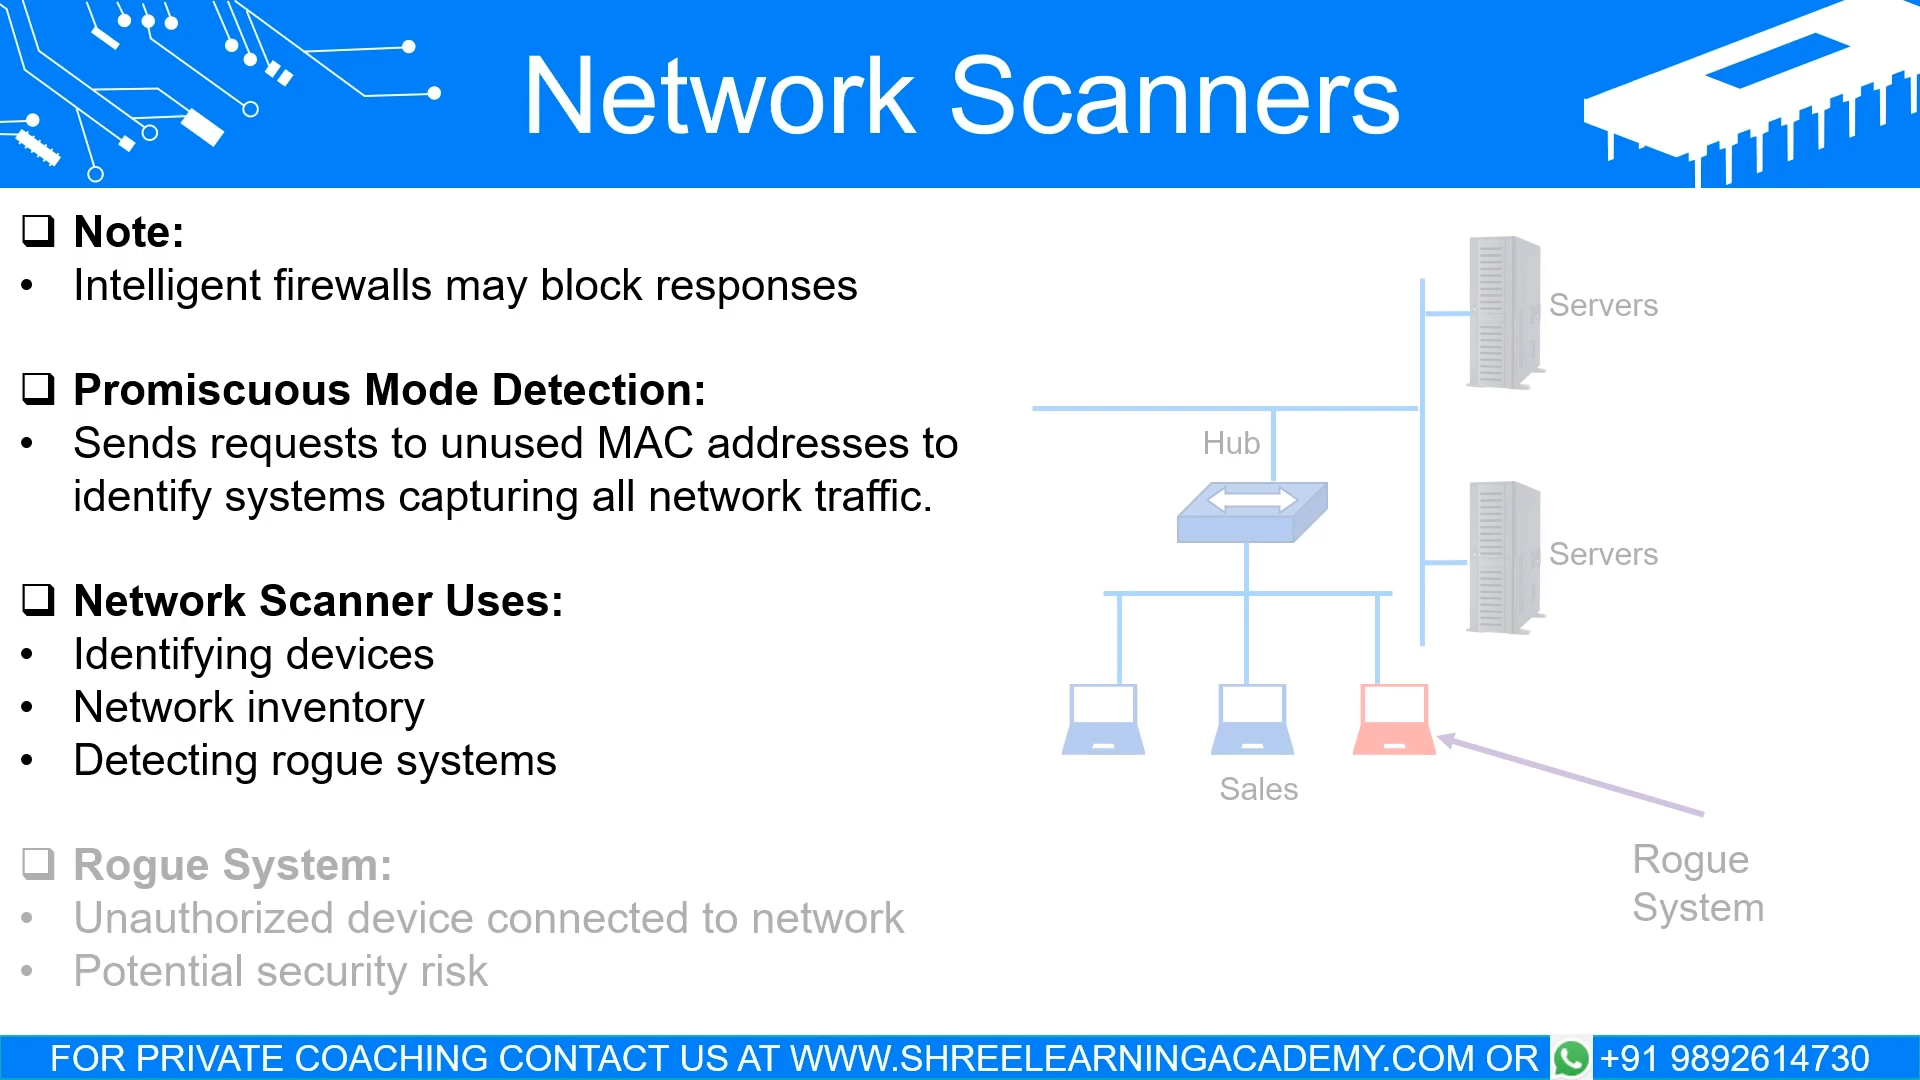 Network Scanners
❑ Note:
• Intelligent firewalls may block responses
❑ Promiscuous Mode Detection:
• Sends requests to unused MAC addresses to
identify systems capturing all network traffic.
❑ Network Scanner Uses:
• Identifying devices
• Network inventory
• Detecting rogue systems
❑ Rogue System:
• Unauthorized device connected to network
• Potential security risk
Servers
Hub
Servers
Sales
Rogue
System
FOR PRIVATE COACHING CONTACT US AT WWW.SHREELEARNINGACADEMY.COM OR +91 9892614730